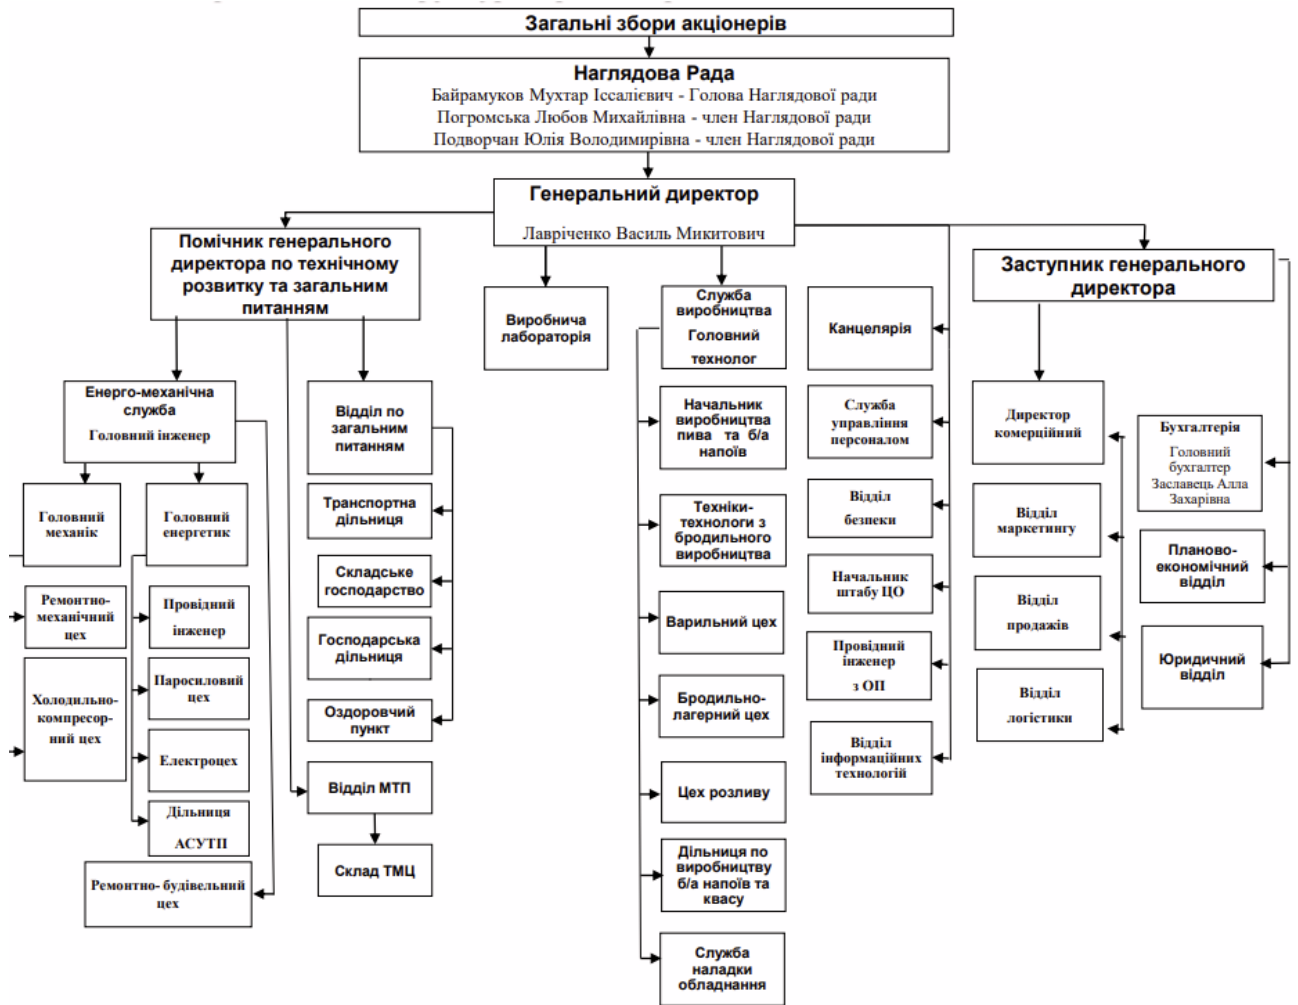 Загальні збори акціонерів
Наглядова Рада
Байрамуков Мухтар Іссалієвич - Голова Наглядової ради
Погромська Любов Михайлівна - член Наглядової ради
Подворчан Юлія Володимирівна - член Наглядової ради
Генеральний директор
Лавріченко Василь Микитович
Помічник генерального
директора по технічному
розвитку та загальним
питанням
Заступник генерального
директора
Виробнича
лабораторія
Служба
виробництва
Головний
технолог
Канцелярія
Енерго-механічна
служба
Головний інженер
Відділ по
загальним
питанням
Начальник
виробництва
пива та б/а
напоїв
Служба
управління
персоналом
Директор
комерційний
Бухгалтерія
Головний
бухгалтер
Заславець Алла
Захарівна
Головний
механік
Головний
енергетик
Транспортна
дільниця
Техніки-
технологи з
бродильного
виробництва
Відділ
безпеки
Відділ
маркетингу
Планово-
економічний
відділ
Ремонтно-
механічний
цех
Провідний
інженер
Складське
господарство
Начальник
штабу ЦО
Відділ
продажів
Господарська
дільниця
Варильний цех
Провідний
інженер
з ОП
Юридичний
відділ
Холодильно-
компресор-
ний цех
Паросиловий
цех
Оздоровчий
пункт
Бродильно-
лагерний цех
Відділ
логістики
Електроцех
Відділ МТП
Відділ
інформаційних
технологій
Цех розливу
Дільниця
АСУТП
Склад ТМЦ
Дільниця по
виробництву
б/а напоїв та
квасу
Ремонтно- будівельний
цех
Служба
наладки
обладнання